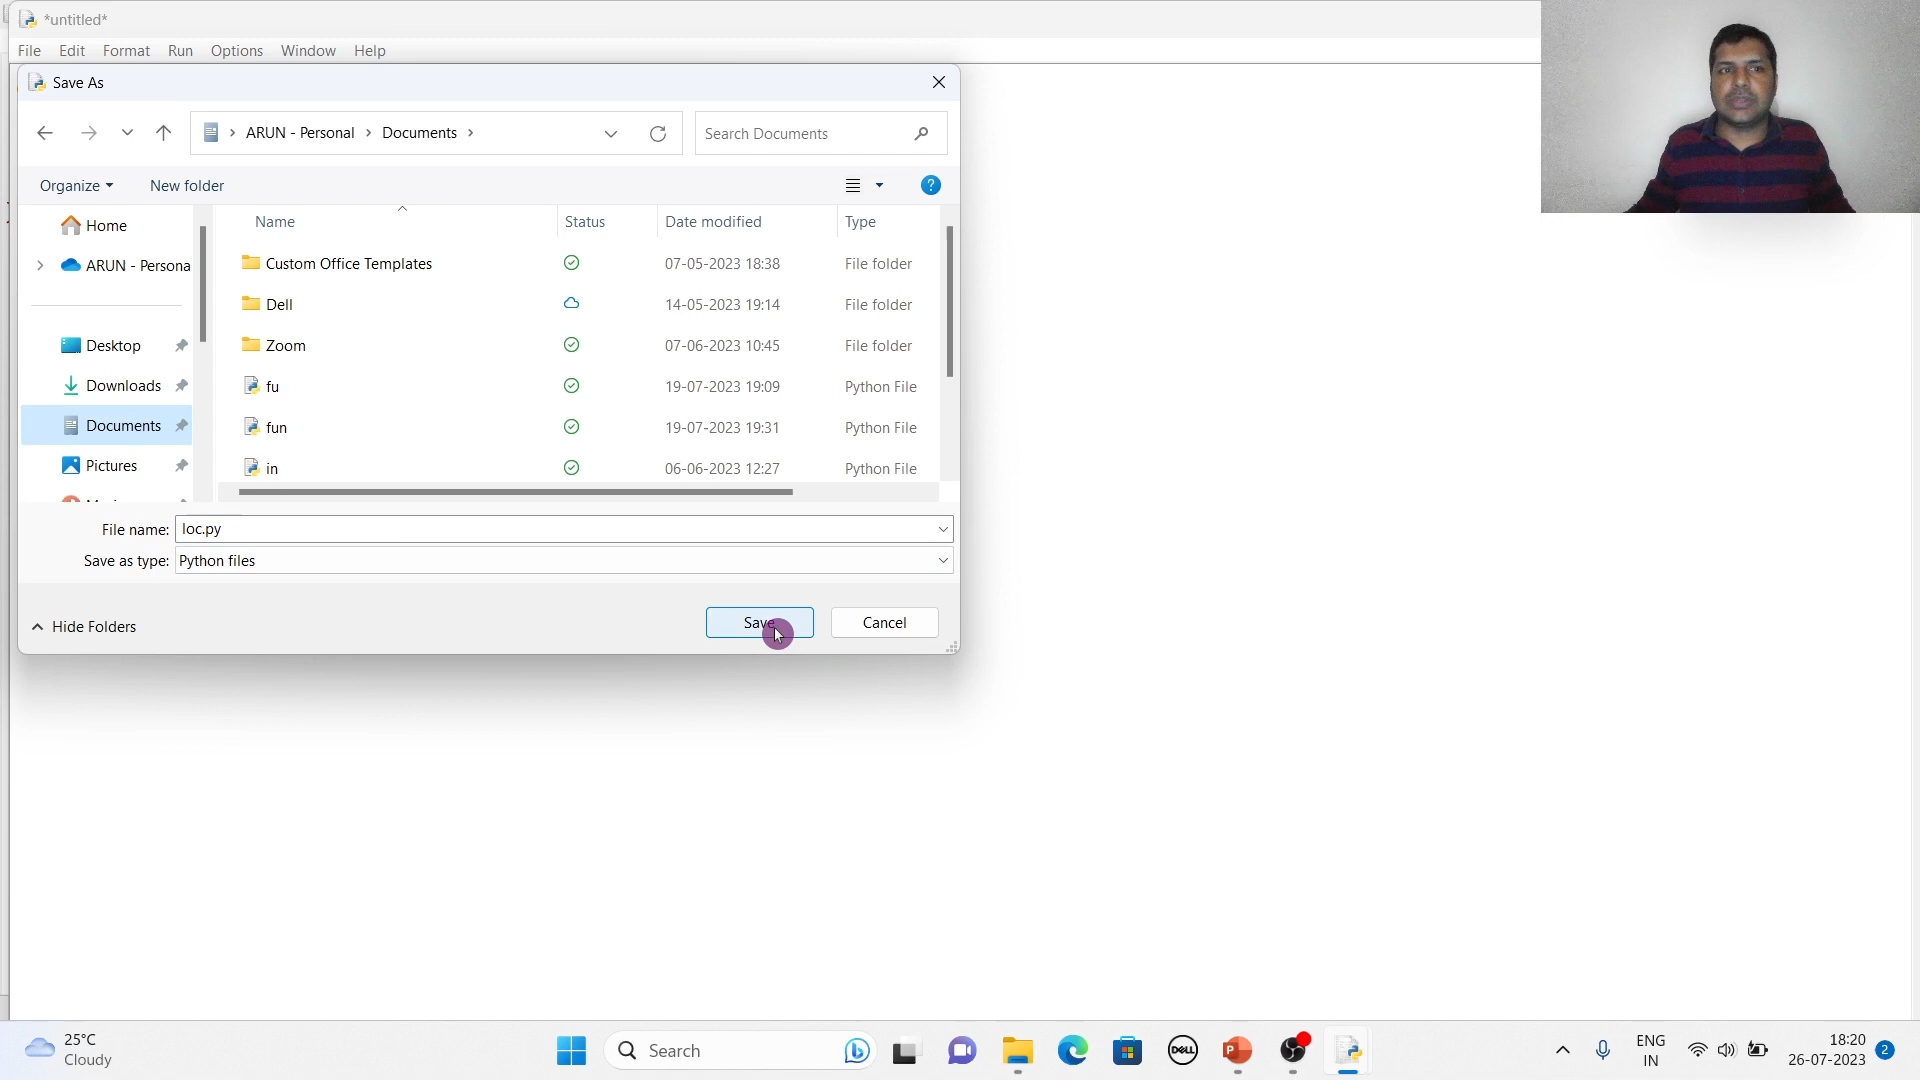 *untitled*
File Edit Format Run Options Window Help
Save As
ARUN - Personal > Documents >
Search Documents
Organize New folder
?
Name Status Date modified Type
Home
ARUN - Persona
Desktop
Downloads
Documents
Pictures
Custom Office Templates 07-05-2023 18:38 File folder
Dell 14-05-2023 19:14 File folder
Zoom 07-06-2023 10:45 File folder
fu 19-07-2023 19:09 Python File
fun 19-07-2023 19:31 Python File
in 06-06-2023 12:27 Python File
File name: loc.py
Save as type: Python files
Hide Folders
Save Cancel
25°C
Cloudy
Search
DELL
P
ENG
IN
18:20
26-07-2023
2